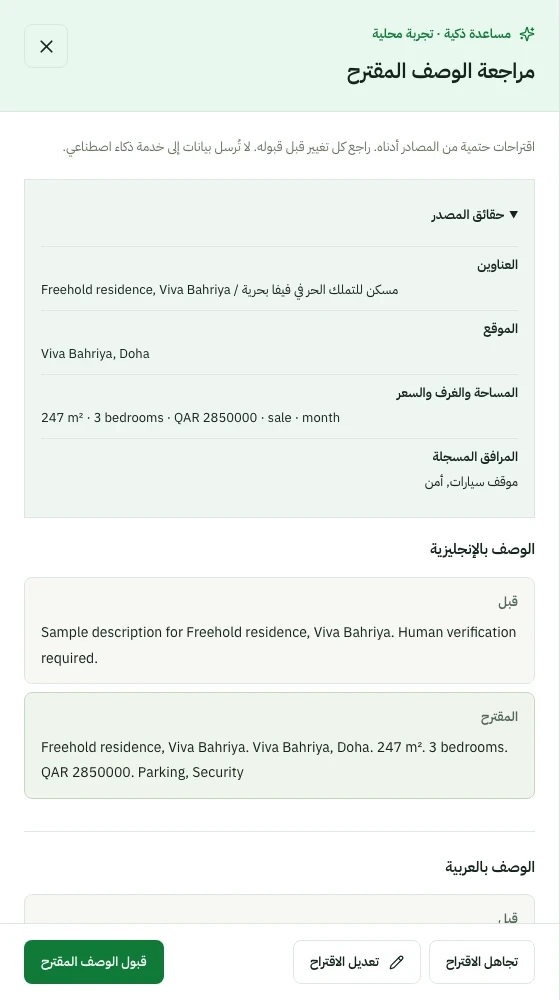 مساعدة ذكية · تجربة محلية
مراجعة الوصف المقترح
اقتراحات حتمية من المصادر أدناه. راجع كل تغيير قبل قبوله. لا تُرسل بيانات إلى خدمة ذكاء اصطناعي.
▼ حقائق المصدر
العناوين
Freehold residence, Viva Bahriya / مسكن للتملك الحر في فيفا بحرية
الموقع
Viva Bahriya, Doha
المساحة والغرف والسعر
247 m² · 3 bedrooms · QAR 2850000 · sale · month
المرافق المسجلة
موقف سيارات, أمن
الوصف بالإنجليزية
قبل
Sample description for Freehold residence, Viva Bahriya. Human verification
required.
المقترح
Freehold residence, Viva Bahriya. Viva Bahriya, Doha. 247 m². 3 bedrooms.
QAR 2850000. Parking, Security
الوصف بالعربية
قبل
تجاهل الاقتراح
تعديل الاقتراح
قبول الوصف المقترح